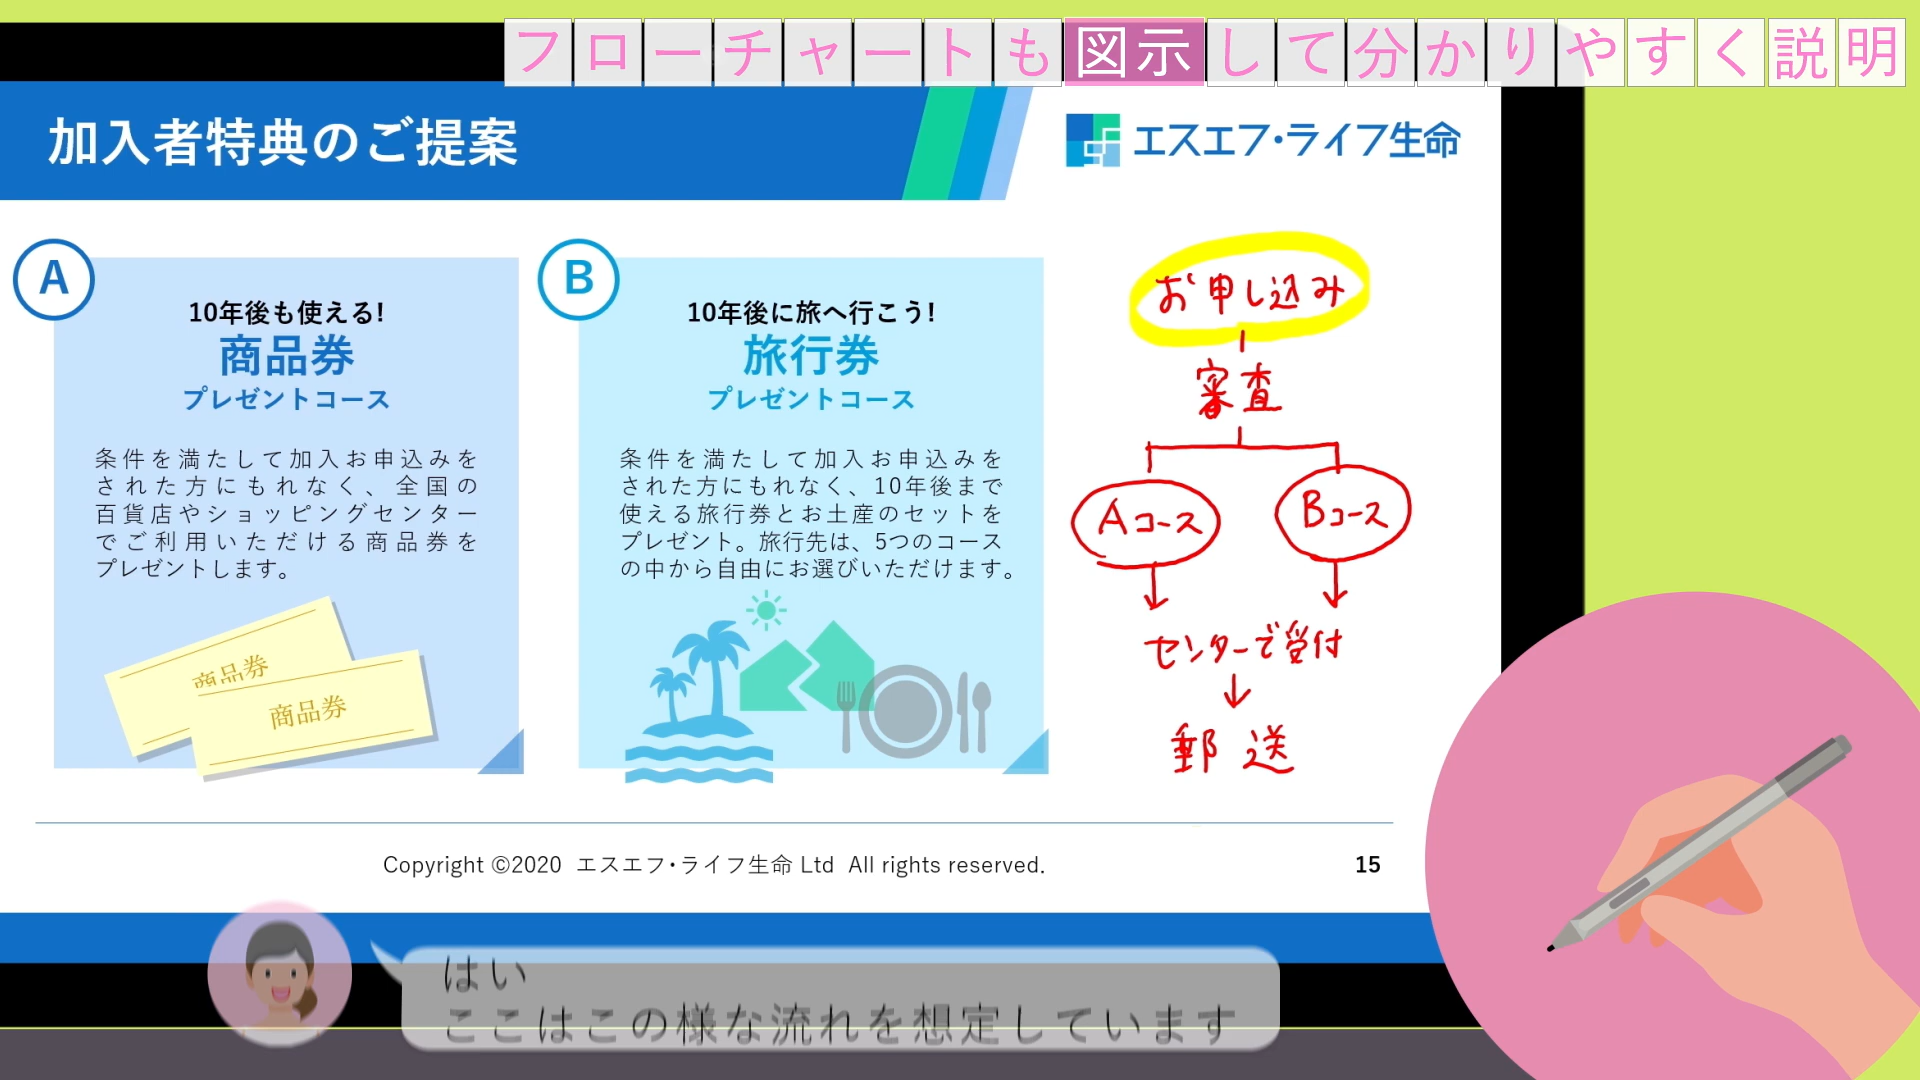 フローチャートも図示して分かりやすく説明
加入者特典のご提案
エスエフ・ライフ生命
A
10年後も使える!
商品券
プレゼントコース
条件を満たして加入お申込みを
された方にもれなく、全国の
百貨店やショッピングセンター
でご利用いただける商品券を
プレゼントします。
商品券
商品券
B
10年後に旅へ行こう!
旅行券
プレゼントコース
条件を満たして加入お申込みを
された方にもれなく、10年後まで
使える旅行券とお土産のセットを
プレゼント。旅行先は、5つのコース
の中から自由にお選びいただけます。
お申し込み
審査
Aコース
Bコース
センターで受付
郵送
Copyright ©2020 エスエフ・ライフ生命 Ltd All rights reserved.
15
はい
ここはこの様な流れを想定しています